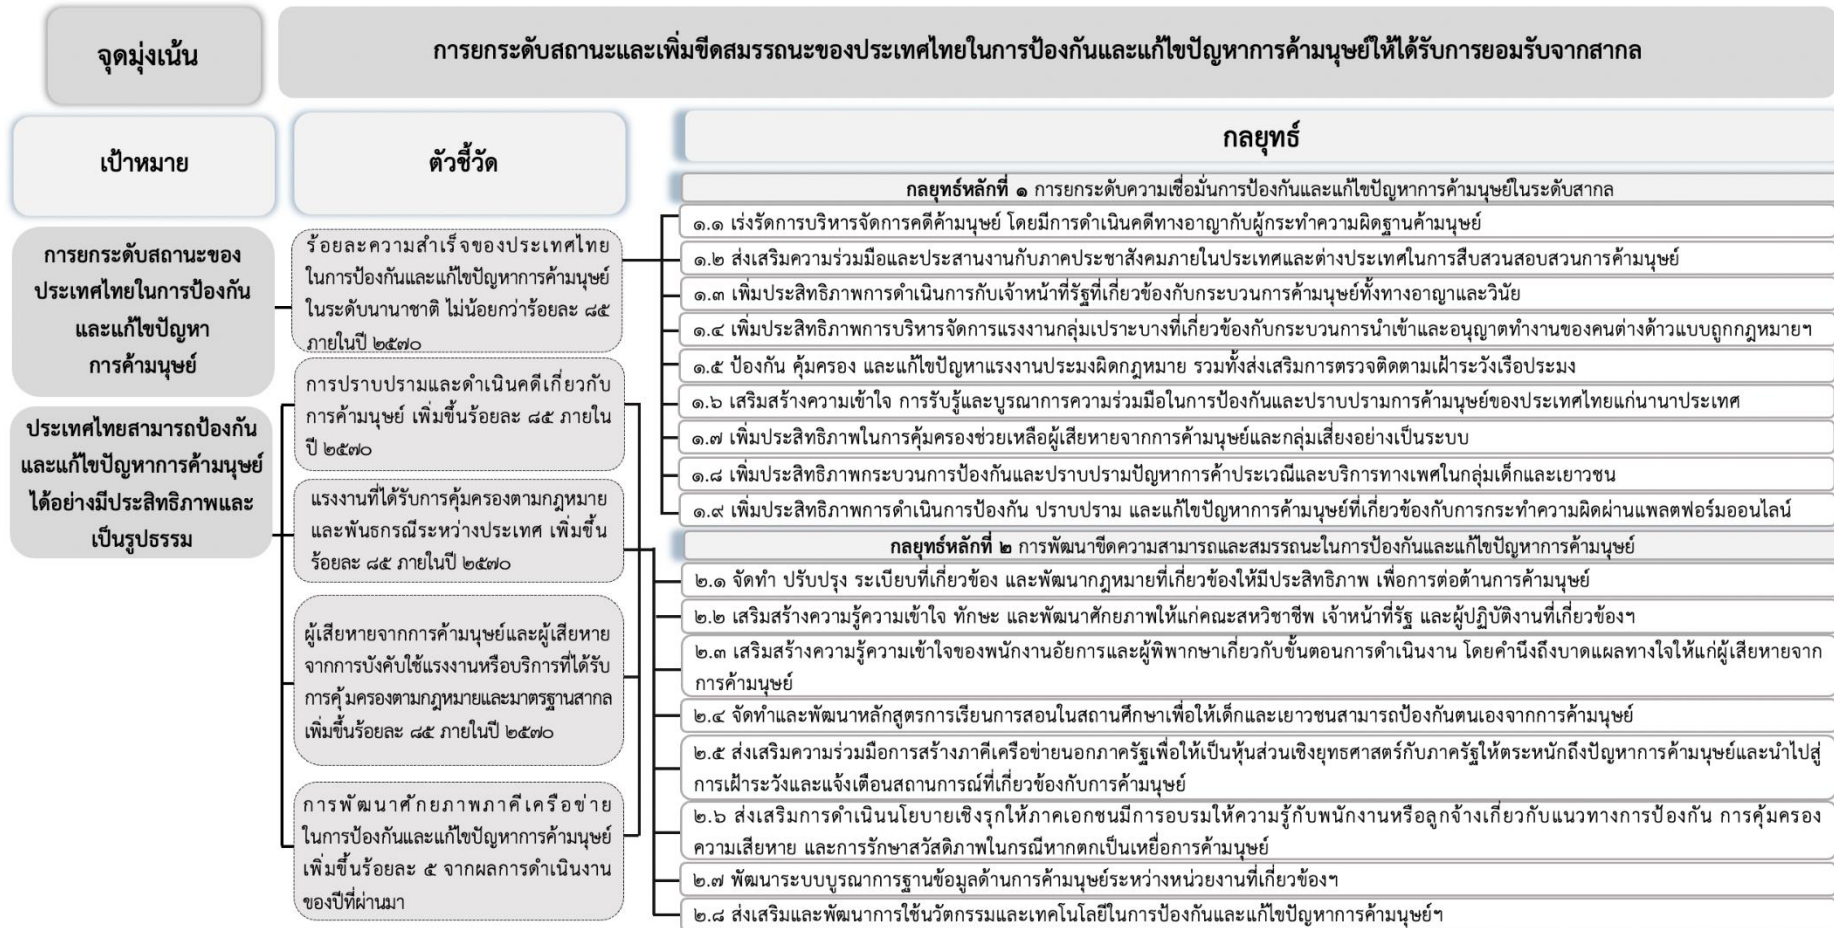 จุดมุ่งเน้น
การยกระดับสถานะและเพิ่มขีดสมรรถนะของประเทศไทยในการป้องกันและแก้ไขปัญหาการค้ามนุษย์ให้ได้รับการยอมรับจากสากล
เป้าหมาย
ตัวชี้วัด
กลยุทธ์
การยกระดับสถานะของ
ประเทศไทยในการป้องกัน
และแก้ไขปัญหา
การค้ามนุษย์
ประเทศไทยสามารถป้องกัน
และแก้ไขปัญหาการค้ามนุษย์
ได้อย่างมีประสิทธิภาพและ
เป็นรูปธรรม
ร้อยละความสำเร็จของประเทศไทย
ในการป้องกันและแก้ไขปัญหาการค้ามนุษย์
ในระดับนานาชาติ ไม่น้อยกว่าร้อยละ ๘๕
ภายในปี ๒๕๗๐
การปราบปรามและดำเนินคดีเกี่ยวกับ
การค้ามนุษย์ เพิ่มขึ้นร้อยละ ๘๕ ภายใน
ปี ๒๕๗๐
แรงงานที่ได้รับการคุ้มครองตามกฎหมาย
และพันธกรณีระหว่างประเทศ เพิ่มขึ้น
ร้อยละ ๘๕ ภายในปี ๒๕๗๐
ผู้เสียหายจากการค้ามนุษย์และผู้เสียหาย
จากการบังคับใช้แรงงานหรือบริการที่ได้รับ
การคุ้มครองตามกฎหมายและมาตรฐานสากล
เพิ่มขึ้นร้อยละ ๘๕ ภายในปี ๒๕๗๐
การพัฒนาศักยภาพภาคีเครือข่าย
ในการป้องกันและแก้ไขปัญหาการค้ามนุษย์
เพิ่มขึ้นร้อยละ ๕ จากผลการดำเนินงาน
ของปีที่ผ่านมา
กลยุทธ์หลักที่ ๑ การยกระดับความเชื่อมั่นการป้องกันและแก้ไขปัญหาการค้ามนุษย์ในระดับสากล
๑.๑ เร่งรัดการบริหารจัดการคดีค้ามนุษย์ โดยมีการดำเนินคดีทางอาญากับผู้กระทำความผิดฐานค้ามนุษย์
๑.๒ ส่งเสริมความร่วมมือและประสานงานกับภาคประชาสังคมภายในประเทศและต่างประเทศในการสืบสวนสอบสวนการค้ามนุษย์
๑.๓ เพิ่มประสิทธิภาพการดำเนินการกับเจ้าหน้าที่รัฐที่เกี่ยวข้องกับกระบวนการค้ามนุษย์ทั้งทางอาญาและวินัย
๑.๔ เพิ่มประสิทธิภาพการบริหารจัดการแรงงานกลุ่มเปราะบางที่เกี่ยวข้องกับกระบวนการนำเข้าและอนุญาตทำงานของคนต่างด้าวแบบถูกกฎหมายฯ
๑.๕ ป้องกัน คุ้มครอง และแก้ไขปัญหาแรงงานประมงผิดกฎหมาย รวมทั้งส่งเสริมการตรวจติดตามเฝ้าระวังเรือประมง
๑.๖ เสริมสร้างความเข้าใจ การรับรู้และบูรณาการความร่วมมือในการป้องกันและปราบปรามการค้ามนุษย์ของประเทศไทยแก่นานาประเทศ
๑.๗ เพิ่มประสิทธิภาพในการคุ้มครองช่วยเหลือผู้เสียหายจากการค้ามนุษย์และกลุ่มเสี่ยงอย่างเป็นระบบ
๑.๘ เพิ่มประสิทธิภาพกระบวนการป้องกันและปราบปรามปัญหาการค้าประเวณีและบริการทางเพศในกลุ่มเด็กและเยาวชน
๑.๙ เพิ่มประสิทธิภาพการดำเนินการป้องกัน ปราบปราม และแก้ไขปัญหาการค้ามนุษย์ที่เกี่ยวข้องกับการกระทำความผิดผ่านแพลตฟอร์มออนไลน์
กลยุทธ์หลักที่ ๒ การพัฒนาขีดความสามารถและสมรรถนะในการป้องกันและแก้ไขปัญหาการค้ามนุษย์
๒.๑ จัดทำ ปรับปรุง ระเบียบที่เกี่ยวข้อง และพัฒนากฎหมายที่เกี่ยวข้องให้มีประสิทธิภาพ เพื่อการต่อต้านการค้ามนุษย์
๒.๒ เสริมสร้างความรู้ความเข้าใจ ทักษะ และพัฒนาศักยภาพให้แก่คณะสหวิชาชีพ เจ้าหน้าที่รัฐ และผู้ปฏิบัติงานที่เกี่ยวข้องฯ
๒.๓ เสริมสร้างความรู้ความเข้าใจของพนักงานอัยการและผู้พิพากษาเกี่ยวกับขั้นตอนการดำเนินงาน โดยคำนึงถึงบาดแผลทางใจให้แก่ผู้เสียหายจาก
การค้ามนุษย์
๒.๔ จัดทำและพัฒนาหลักสูตรการเรียนการสอนในสถานศึกษาเพื่อให้เด็กและเยาวชนสามารถป้องกันตนเองจากการค้ามนุษย์
๒.๕ ส่งเสริมความร่วมมือการสร้างภาคีเครือข่ายนอกภาครัฐเพื่อให้เป็นหุ้นส่วนเชิงยุทธศาสตร์กับภาครัฐให้ตระหนักถึงปัญหาการค้ามนุษย์และนำไปสู่
การเฝ้าระวังและแจ้งเตือนสถานการณ์ที่เกี่ยวข้องกับการค้ามนุษย์
๒.๖ ส่งเสริมการดำเนินนโยบายเชิงรุกให้ภาคเอกชนมีการอบรมให้ความรู้กับพนักงานหรือลูกจ้างเกี่ยวกับแนวทางการป้องกัน การคุ้มครอง
ความเสียหาย และการรักษาสวัสดิภาพในกรณีหากตกเป็นเหยื่อการค้ามนุษย์
๒.๗ พัฒนาระบบบูรณาการฐานข้อมูลด้านการค้ามนุษย์ระหว่างหน่วยงานที่เกี่ยวข้องฯ
๒.๘ ส่งเสริมและพัฒนาการใช้นวัตกรรมและเทคโนโลยีในการป้องกันและแก้ไขปัญหาการค้ามนุษย์ฯ